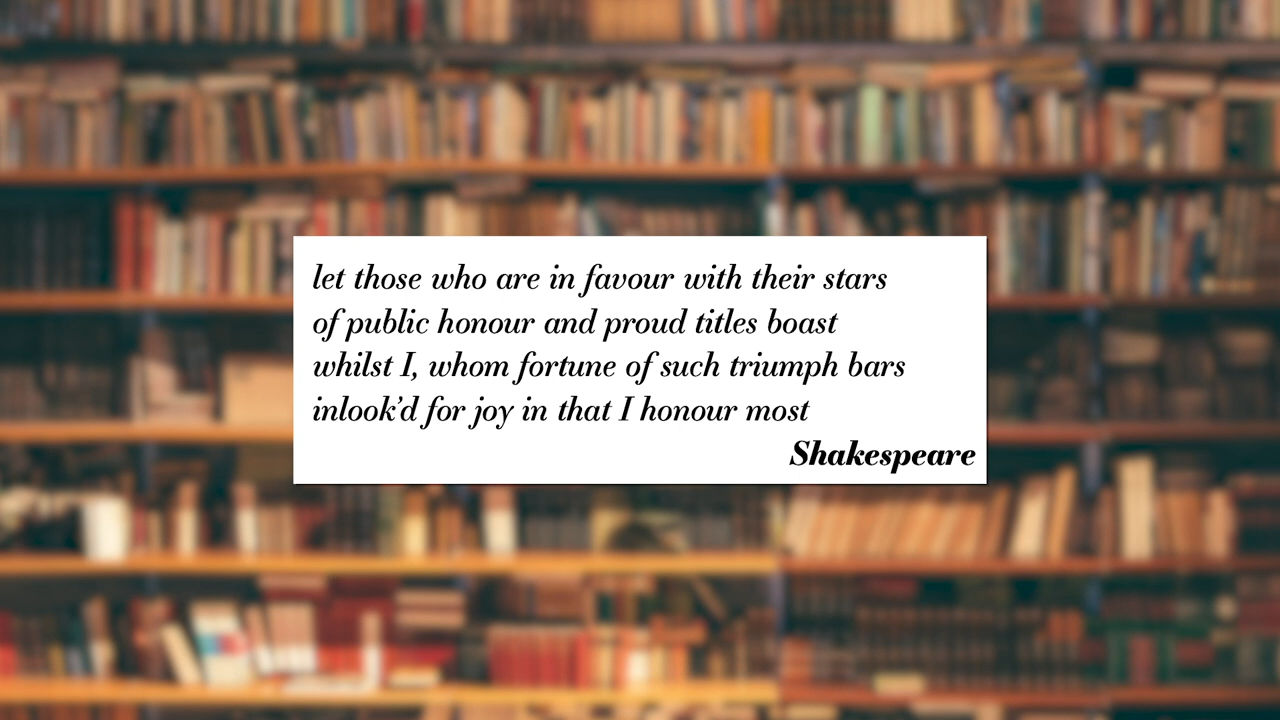 let those who are in favour with their stars
of public honour and proud titles boast
whilst I, whom fortune of such triumph bars
inlook’d for joy in that I honour most
Shakespeare